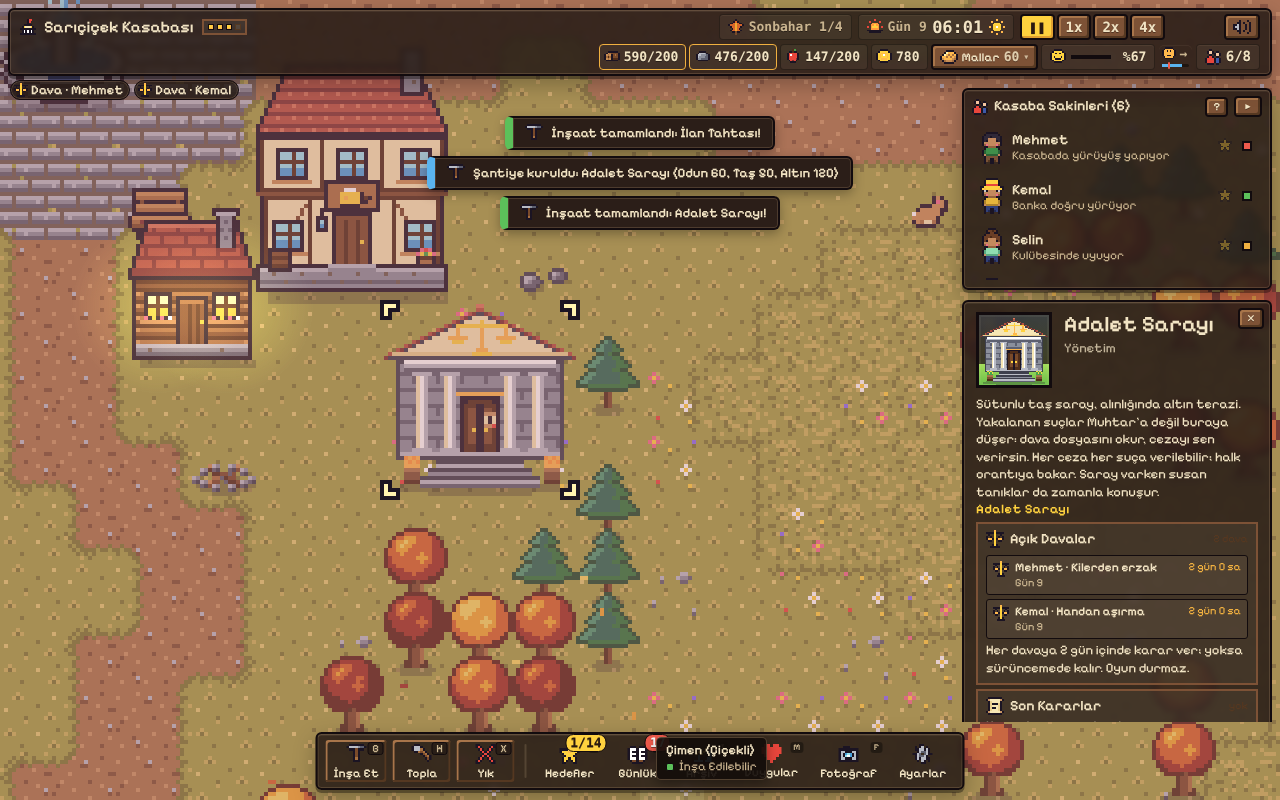 Sarıçiçek Kasabası
Sonbahar 1/4
Gün 9 06:01
1x 2x 4x
590/200
476/200
147/200
780
Mallar 60
%67
6/8
Dava · Mehmet
Dava · Kemal
İnşaat tamamlandı: İlan Tahtası!
Şantiye kuruldu: Adalet Sarayı (Odun 60, Taş 90, Altın 120)
İnşaat tamamlandı: Adalet Sarayı!
Kasaba Sakinleri (6)
?
Mehmet
Kasabada yürüyüş yapıyor
Kemal
Banka doğru yürüyor
Selin
Kulübesinde uyuyor
Adalet Sarayı
Yönetim
Sütunlu taş saray, alınlığında altın terazi.
Yakalanan suçlar Muhtar'a değil buraya
düşer: dava dosyasını okur, cezayı sen
verirsin. Her ceza her suça verilebilir; halk
orantıya bakar. Saray varken susan
tanıklar da zamanla konuşur.
Adalet Sarayı
Açık Davalar
Mehmet · Kilerden erzak 2 gün 0 sa
Gün 9
Kemal · Handan aşırma 2 gün 0 sa
Gün 9
Her davaya 2 gün içinde karar ver; yoksa
sürüncemede kalır. Oyun durmaz.
Son Kararlar
G
İnşa Et
H
Topla
X
Yık
1/14
Hedefler
Günlük
Çimen (Çiçekli)
İnşa Edilebilir
M
F
Fotoğraf
Ayarlar